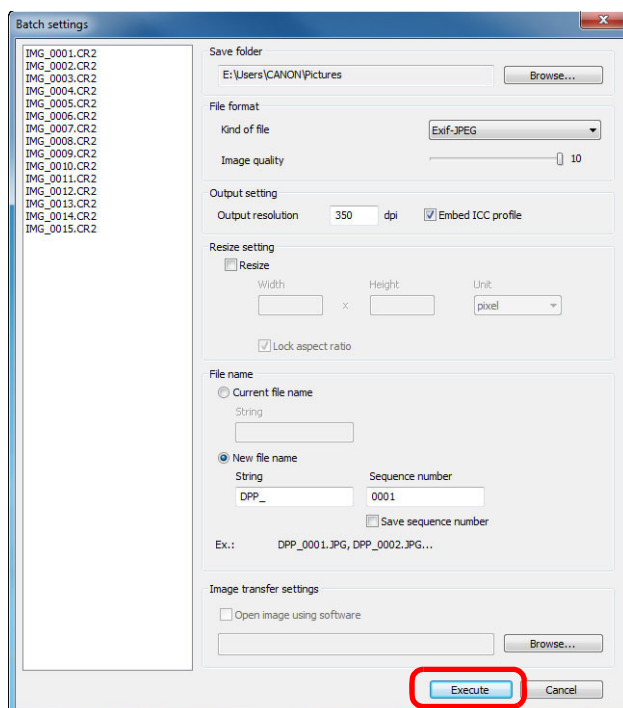 Batch settings
IMG_0001.CR2
IMG_0002.CR2
IMG_0003.CR2
IMG_0004.CR2
IMG_0005.CR2
IMG_0006.CR2
IMG_0007.CR2
IMG_0008.CR2
IMG_0009.CR2
IMG_0010.CR2
IMG_0011.CR2
IMG_0012.CR2
IMG_0013.CR2
IMG_0014.CR2
IMG_0015.CR2
Save folder
E:\Users\CANON\Pictures Browse...
File format
Kind of file Exif-JPEG
Image quality 10
Output setting
Output resolution 350 dpi Embed ICC profile
Resize setting
Resize
Width Height Unit
x pixel
Lock aspect ratio
File name
Current file name
String
New file name
String Sequence number
DPP_ 0001
Save sequence number
Ex.: DPP_0001.JPG, DPP_0002.JPG...
Image transfer settings
Open image using software
Browse...
Execute Cancel